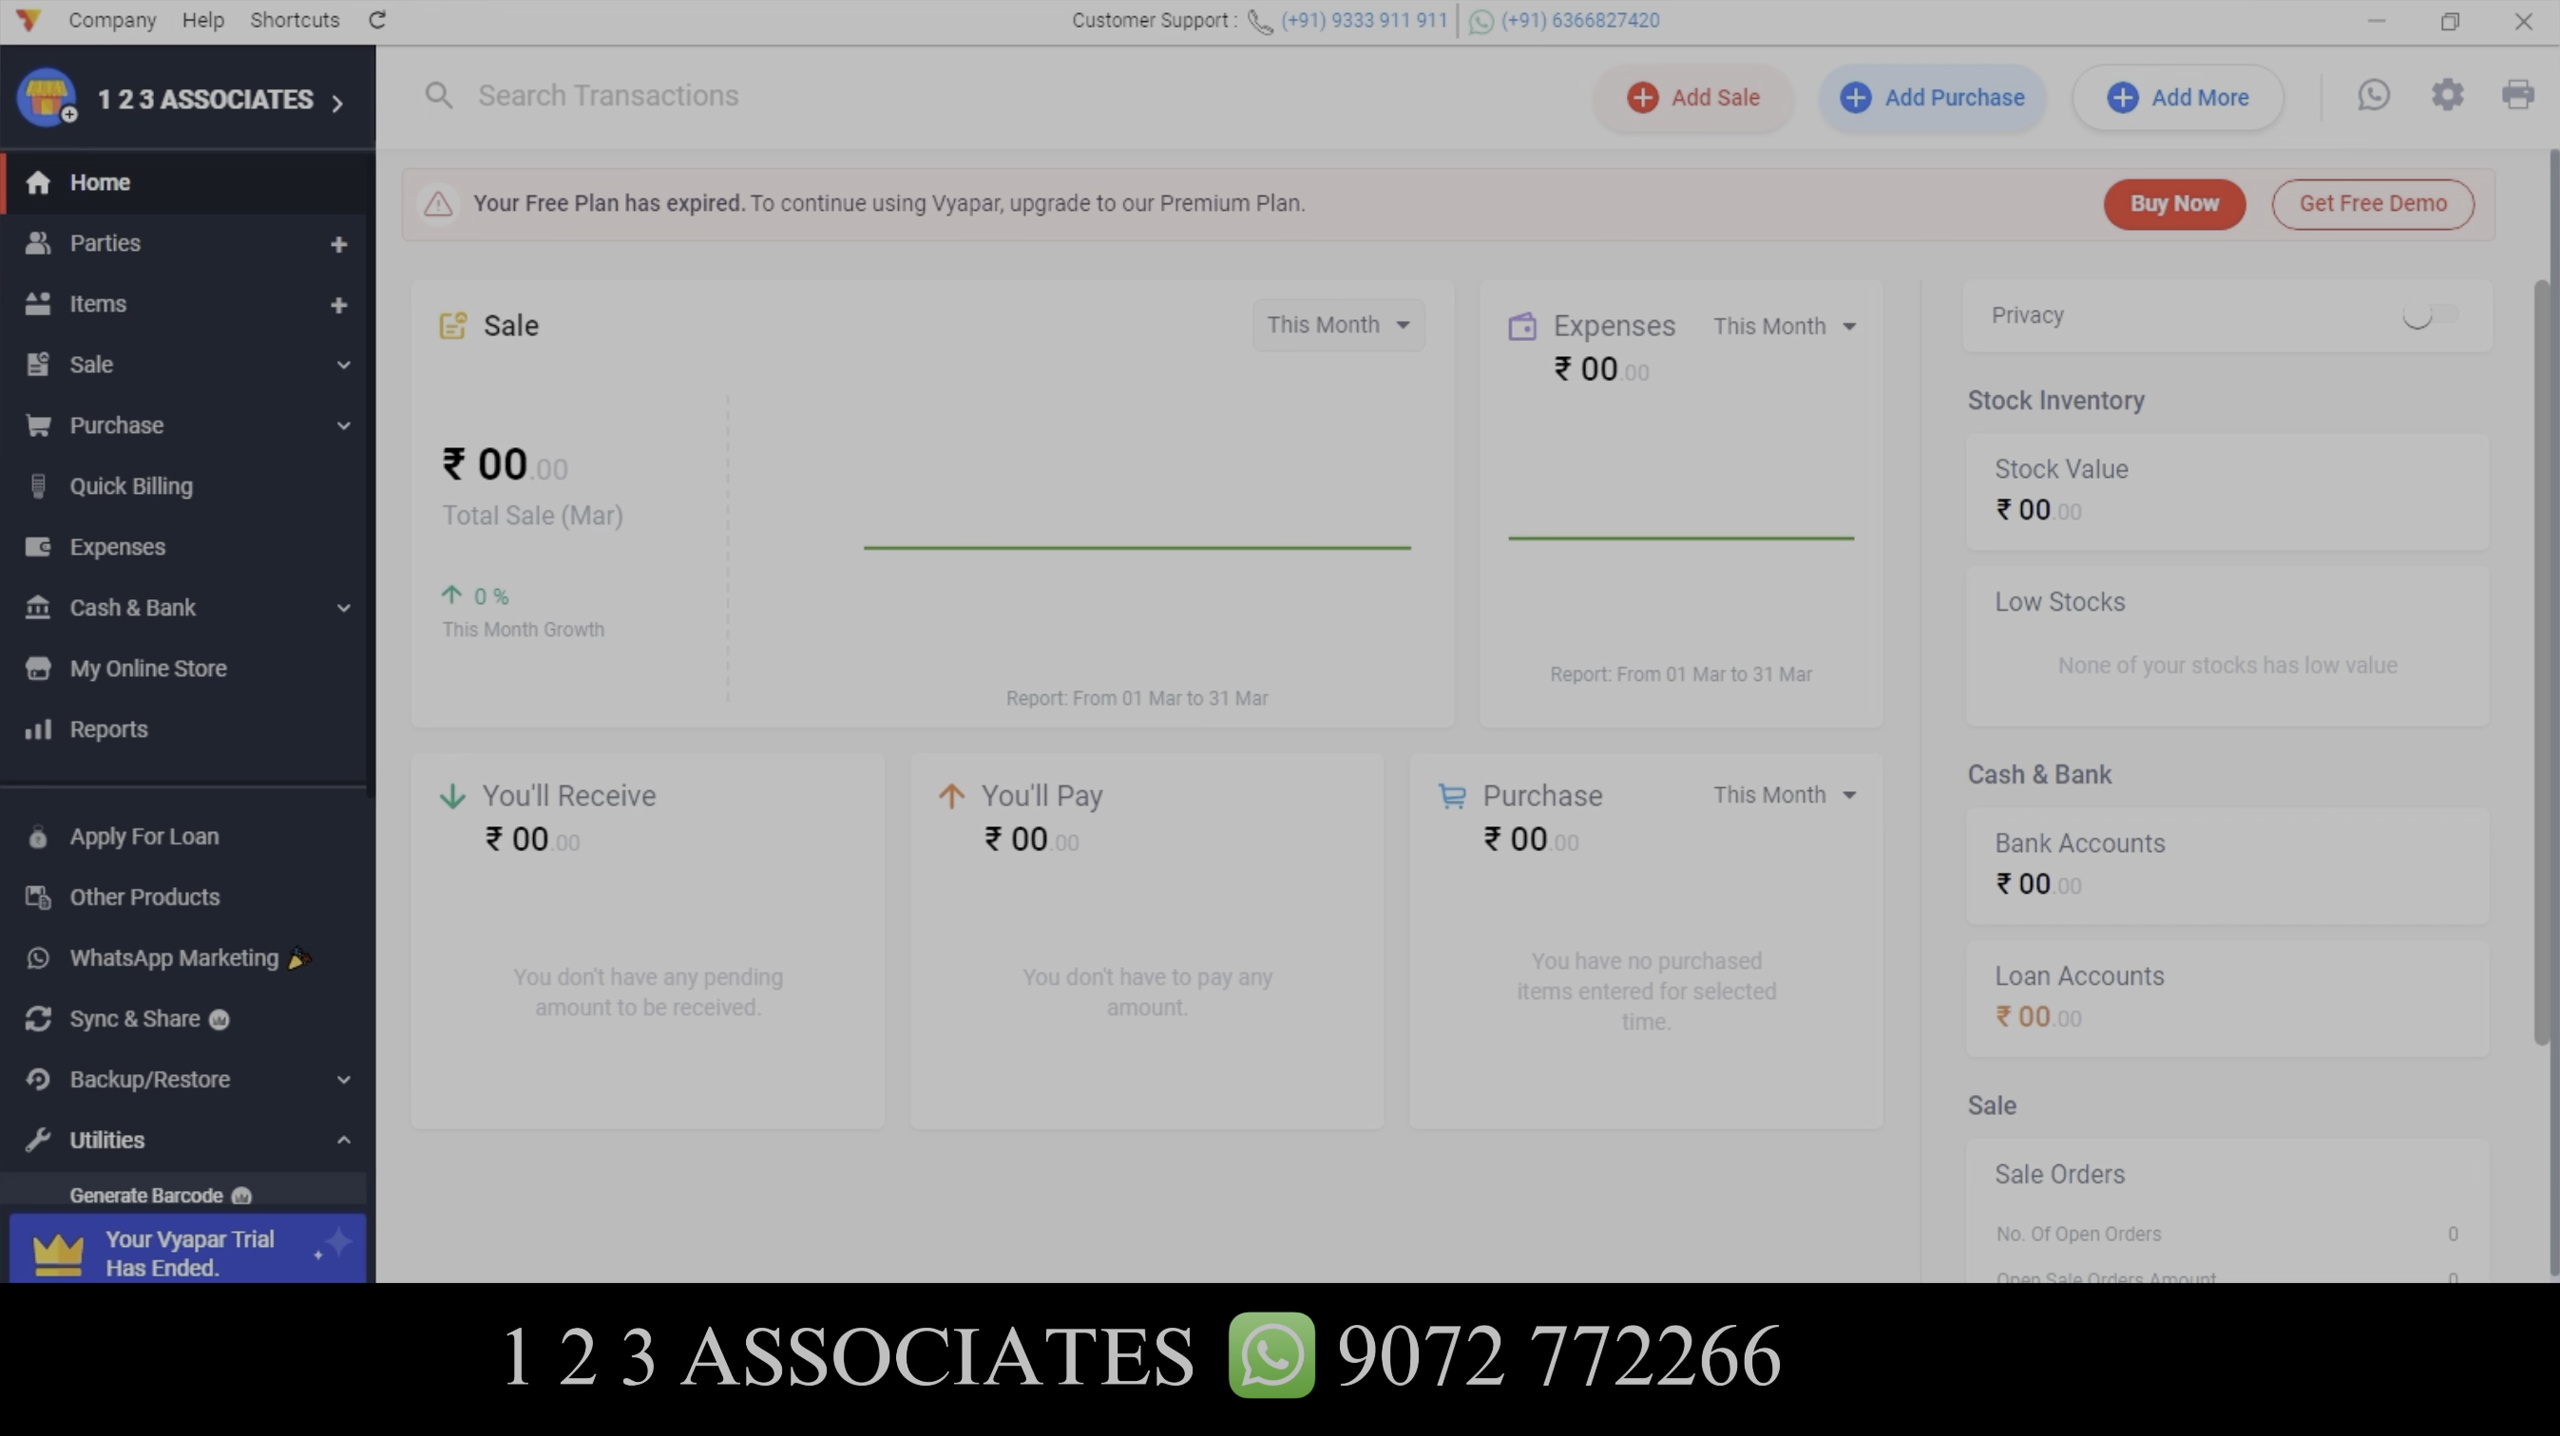 Company Help Shortcuts
Customer Support : (+91) 9333 911 911 (+91) 6366827420
1 2 3 ASSOCIATES
Search Transactions
Add Sale
Add Purchase
Add More
Home
Parties
Items
Sale
Purchase
Quick Billing
Expenses
Cash & Bank
My Online Store
Reports
Apply For Loan
Other Products
WhatsApp Marketing
Sync & Share
Backup/Restore
Utilities
Generate Barcode
Your Vyapar Trial
Has Ended.
Your Free Plan has expired. To continue using Vyapar, upgrade to our Premium Plan.
Buy Now
Get Free Demo
Sale
This Month
₹ 00.00
Total Sale (Mar)
0 %
This Month Growth
Report: From 01 Mar to 31 Mar
Expenses
This Month
₹ 00.00
Report: From 01 Mar to 31 Mar
You'll Receive
₹ 00.00
You don't have any pending
amount to be received.
You'll Pay
₹ 00.00
You don't have to pay any
amount.
Purchase
This Month
₹ 00.00
You have no purchased
items entered for selected
time.
Privacy
Stock Inventory
Stock Value
₹ 00.00
Low Stocks
None of your stocks has low value
Cash & Bank
Bank Accounts
₹ 00.00
Loan Accounts
₹ 00.00
Sale
Sale Orders
No. Of Open Orders 0
Open Sale Orders Amount 0
1 2 3 ASSOCIATES 9072 772266